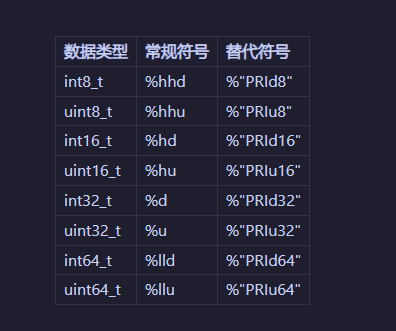 数据类型 常规符号 替代符号
int8_t %hhd %"PRId8"
uint8_t %hhu %"PRIu8"
int16_t %hd %"PRId16"
uint16_t %hu %"PRIu16"
int32_t %d %"PRId32"
uint32_t %u %"PRIu32"
int64_t %lld %"PRId64"
uint64_t %llu %"PRIu64"